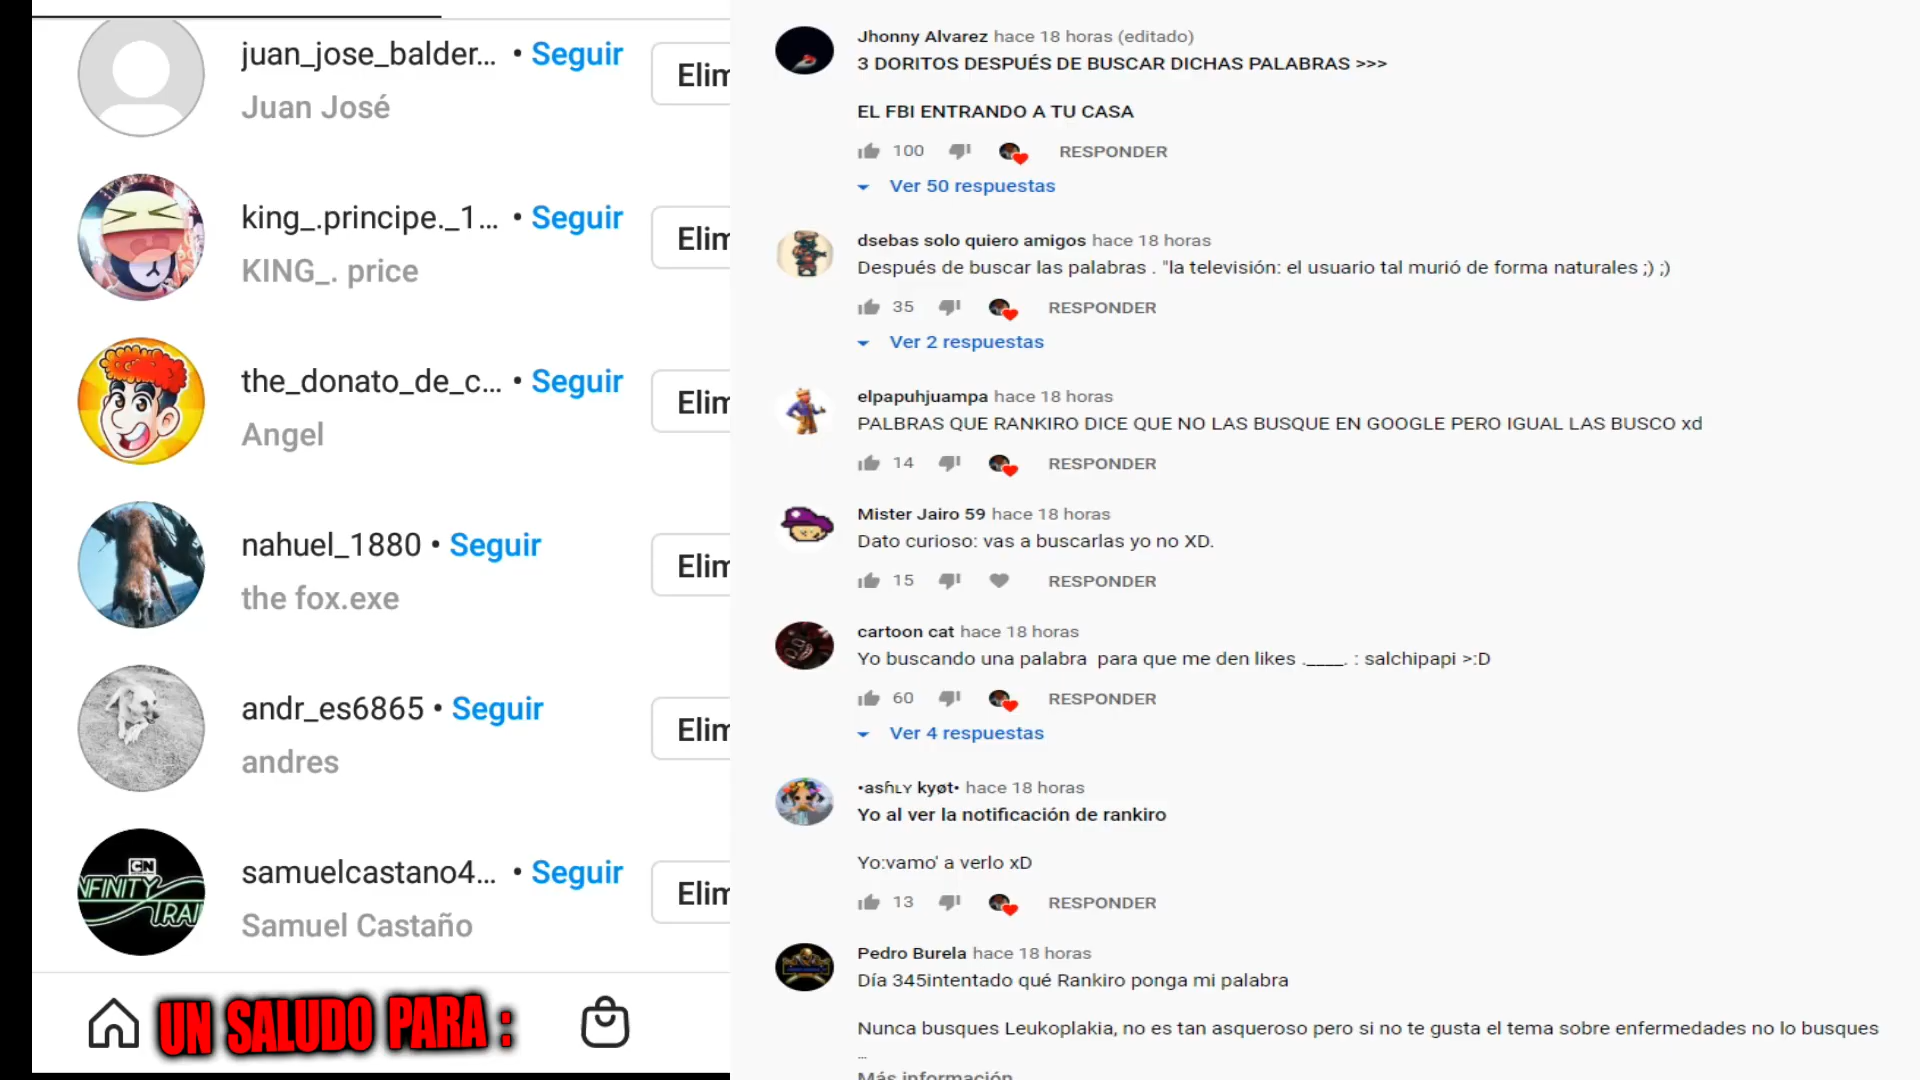 juan_jose_balder... • Seguir
Juan José
Elim
king_.principe._1... • Seguir
KING_. price
Elim
the_donato_de_c... • Seguir
Angel
Elim
nahuel_1880 • Seguir
the fox.exe
Elim
andr_es6865 • Seguir
andres
Elim
CN
NFINITY
TRAI
samuelcastano4... • Seguir
Samuel Castaño
Elim
UN SALUDO PARA :
Jhonny Alvarez hace 18 horas (editado)
3 DORITOS DESPUÉS DE BUSCAR DICHAS PALABRAS >>>
EL FBI ENTRANDO A TU CASA
100 RESPONDER
Ver 50 respuestas
dsebas solo quiero amigos hace 18 horas
Después de buscar las palabras . "la televisión: el usuario tal murió de forma naturales ;) ;)
35 RESPONDER
Ver 2 respuestas
elpapuhjuampa hace 18 horas
PALBRAS QUE RANKIRO DICE QUE NO LAS BUSQUE EN GOOGLE PERO IGUAL LAS BUSCO xd
14 RESPONDER
Mister Jairo 59 hace 18 horas
Dato curioso: vas a buscarlas yo no XD.
15 RESPONDER
cartoon cat hace 18 horas
Yo buscando una palabra para que me den likes .____. : salchipapi >:D
60 RESPONDER
Ver 4 respuestas
•asɦʟʏ kyøt• hace 18 horas
Yo al ver la notificación de rankiro
Yo:vamo' a verlo xD
13 RESPONDER
Pedro Burela hace 18 horas
Día 345intentado qué Rankiro ponga mi palabra
Nunca busques Leukoplakia, no es tan asqueroso pero si no te gusta el tema sobre enfermedades no lo busques
...
Más información